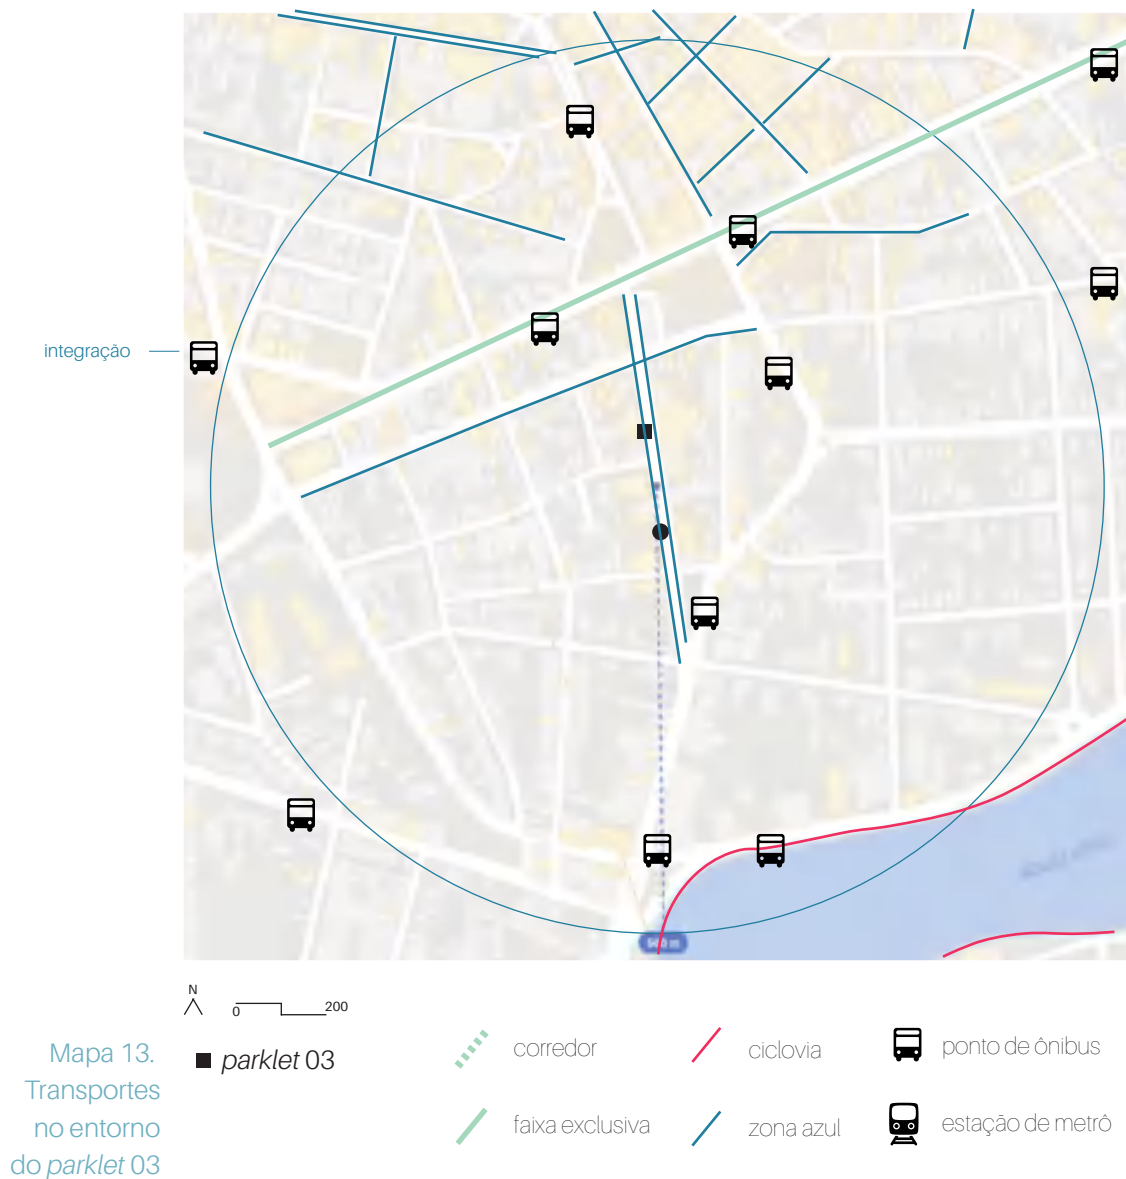 integração
N
0
200
Mapa 13.
Transportes
no entorno
do parklet 03
parklet 03
corredor
faixa exclusiva
ciclovia
zona azul
ponto de ônibus
estação de metrô